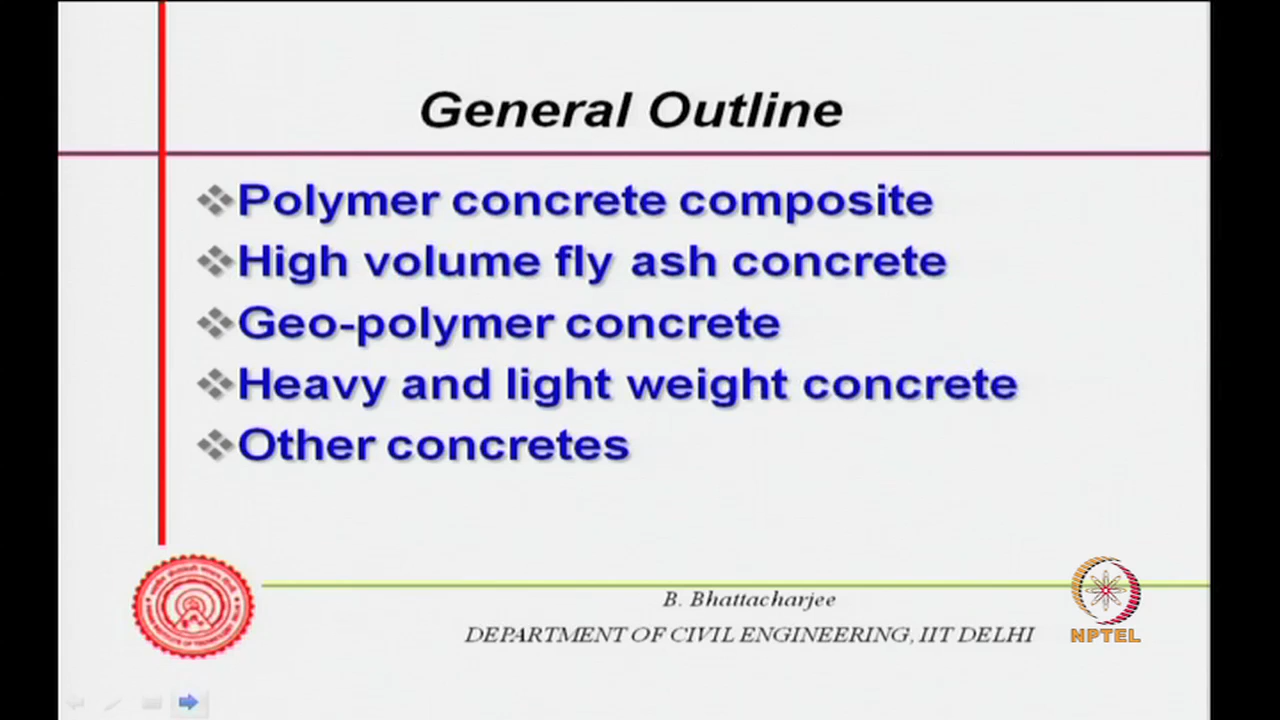 General Outline
Polymer concrete composite
High volume fly ash concrete
Geo-polymer concrete
Heavy and light weight concrete
Other concretes
B. Bhattacharjee
DEPARTMENT OF CIVIL ENGINEERING, IIT DELHI
NPTEL